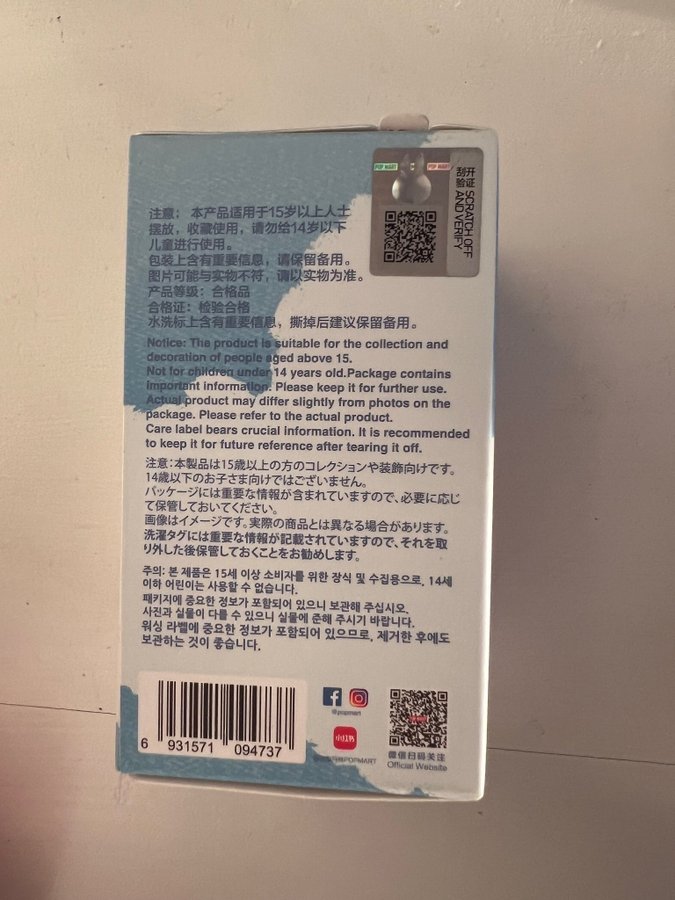 POP MART
POP MART
刮开
验证
SCRATCH OFF
AND VERIFY
注意：本产品适用于15岁以上人士
摆放，收藏使用，请勿给14岁以下
儿童进行使用。
包装上含有重要信息，请保留备用。
图片可能与实物不符，请以实物为准。
产品等级：合格品
合格证：检验合格
水洗标上含有重要信息，撕掉后建议保留备用。
Notice: The product is suitable for the collection and
decoration of people aged above 15.
Not for children under 14 years old.Package contains
important information. Please keep it for further use.
Actual product may differ slightly from photos on the
package. Please refer to the actual product.
Care label bears crucial information. It is recommended
to keep it for future reference after tearing it off.
注意:本製品は15歳以上の方のコレクションや装飾向けです。
14歳以下のお子さま向けではございません。
パッケージには重要な情報が含まれていますので、必要に応じ
て保管しておいてください。
画像はイメージです。実際の商品とは異なる場合があります。
洗濯タグには重要な情報が記載されていますので、それを取
り外した後保管しておくことをお勧めします。
주의: 본 제품은 15세 이상 소비자를 위한 장식 및 수집용으로, 14세
이하 어린이는 사용할 수 없습니다.
패키지에 중요한 정보가 포함되어 있으니 보관해 주십시오.
사진과 실물이 다를 수 있으니 실물에 준해 주시기 바랍니다.
워싱 라벨에 중요한 정보가 포함되어 있으므로, 제거한 후에도
보관하는 것이 좋습니다.
6 931571 094737
@popmart
小红书
POPMART
微信扫码关注
Official Website